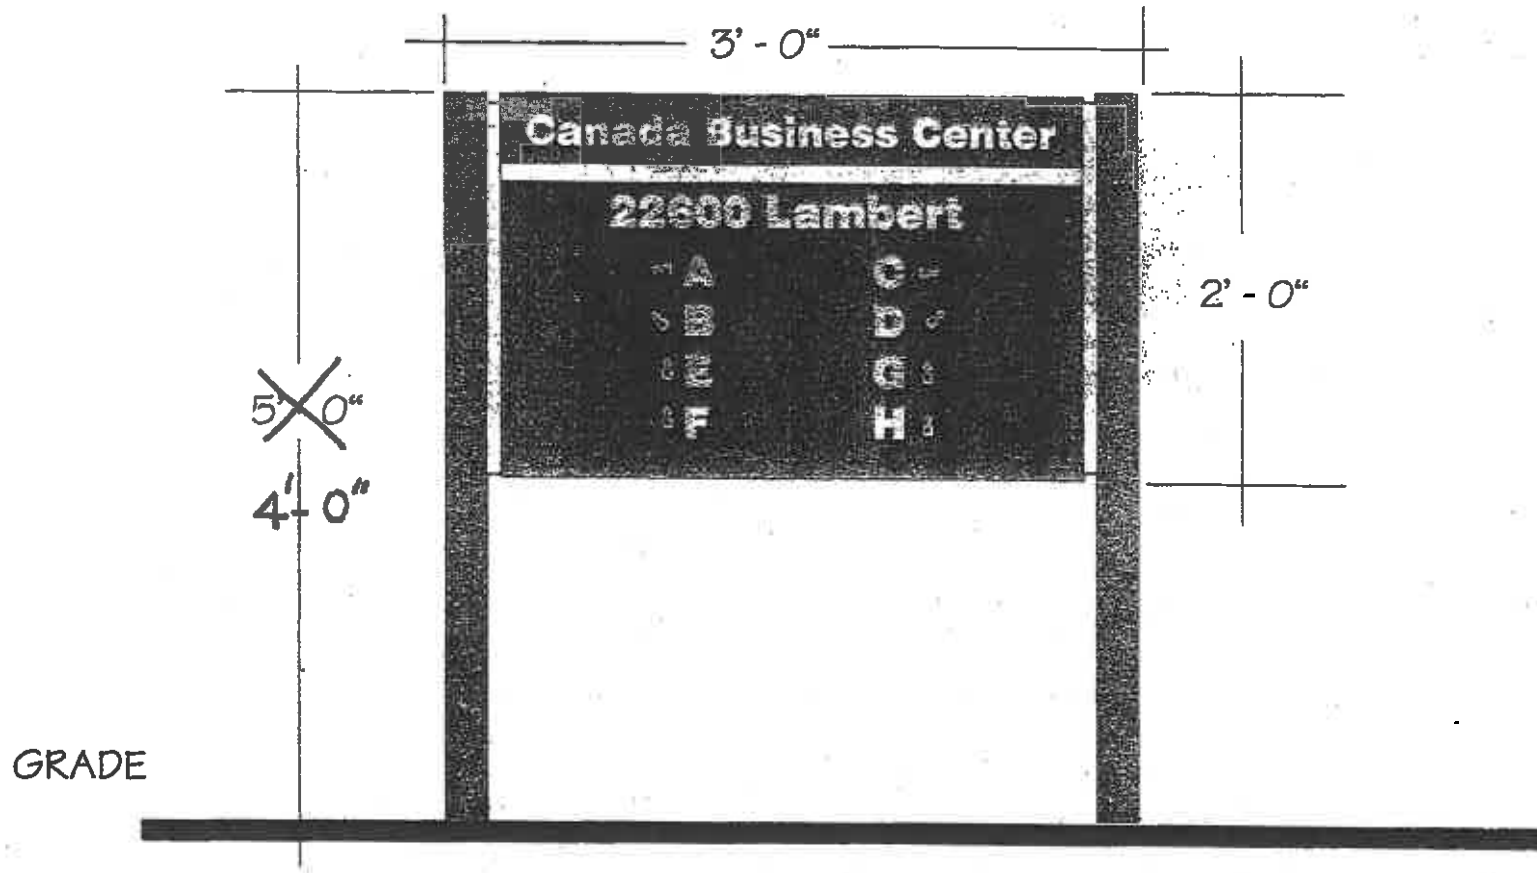 3' - 0"
Canada Business Center
22600 Lambert
A C
B D
E G
F H
2' - 0"
5' 0"
4'- 0"
GRADE